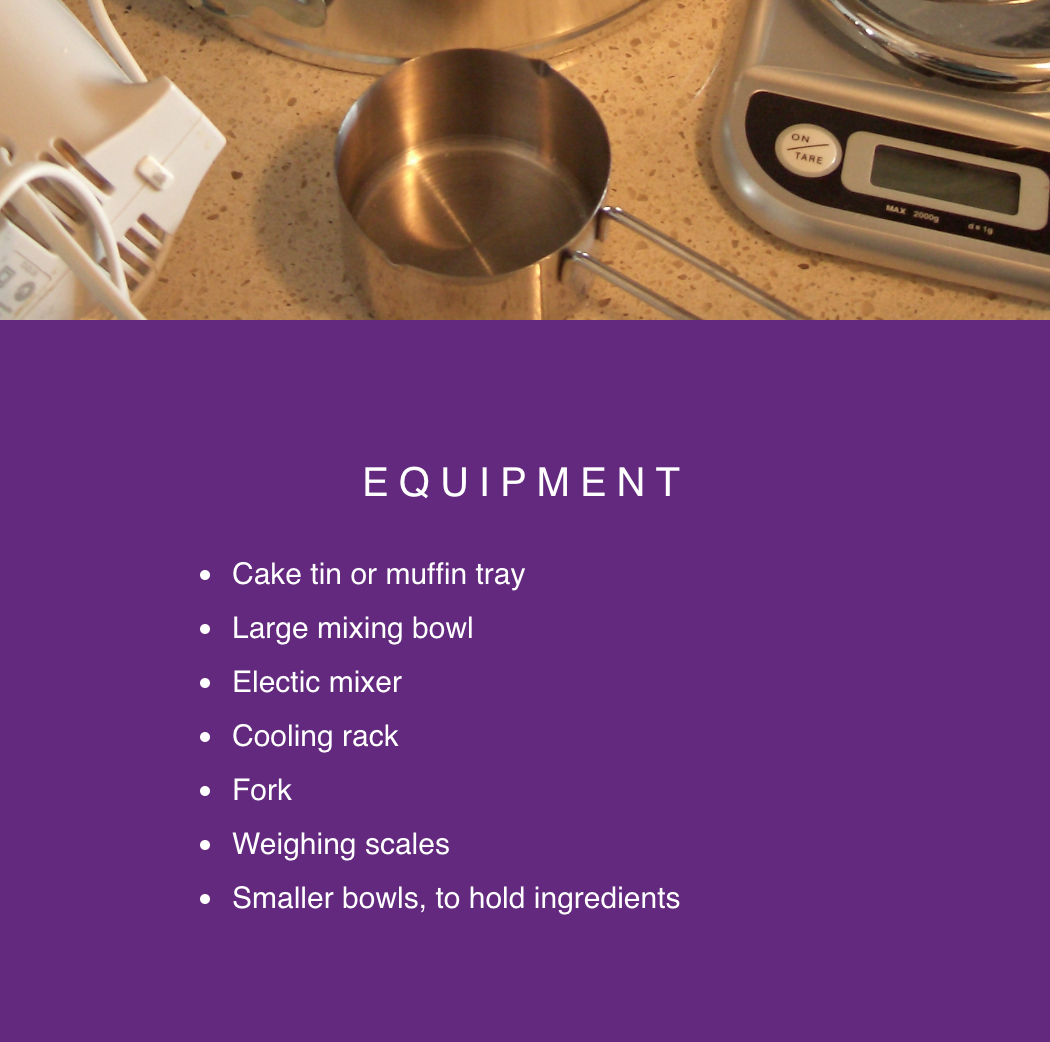 ON
TARE
MAX 2000g
d=1g
EQUIPMENT
Cake tin or muffin tray
Large mixing bowl
Electic mixer
Cooling rack
Fork
Weighing scales
Smaller bowls, to hold ingredients